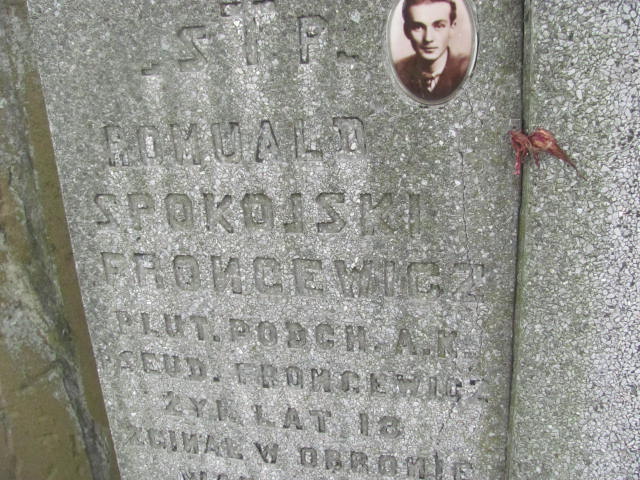 Ś†P
ROMUALD
SPOKOJSKI
FRONCEWICZ
PLUT. PODCH. A.K.
PSEUD. FRONCEWICZ
ŻYŁ LAT 18
ZGINĄŁ W OBRONIE